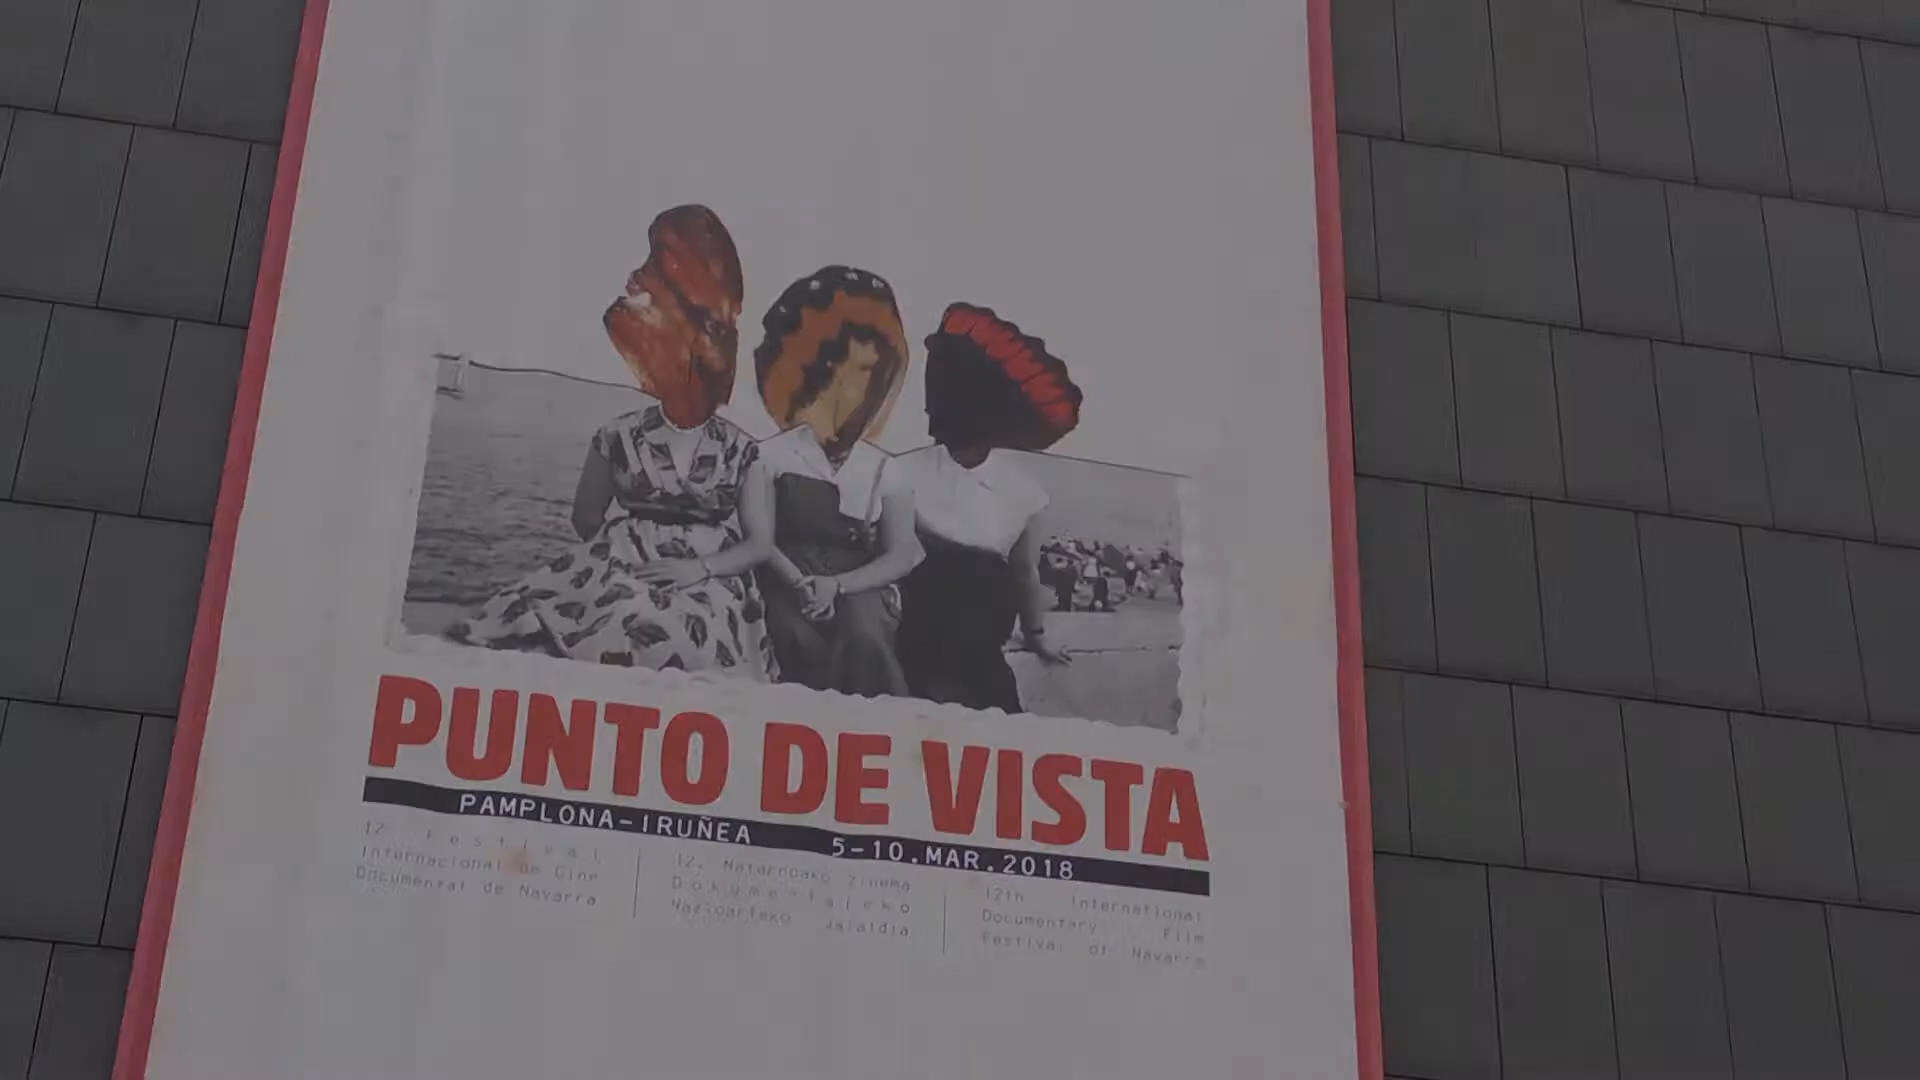 PUNTO DE VISTA
PAMPLONA-IRUÑEA 5-10.MAR.2018
12. Festival
Internacional de Cine
Documental de Navarra
12. Nafarroako Zinema
Dokumentaleko
Nazioarteko Jaialdia
12th International
Documentary Film
Festival of Navarra